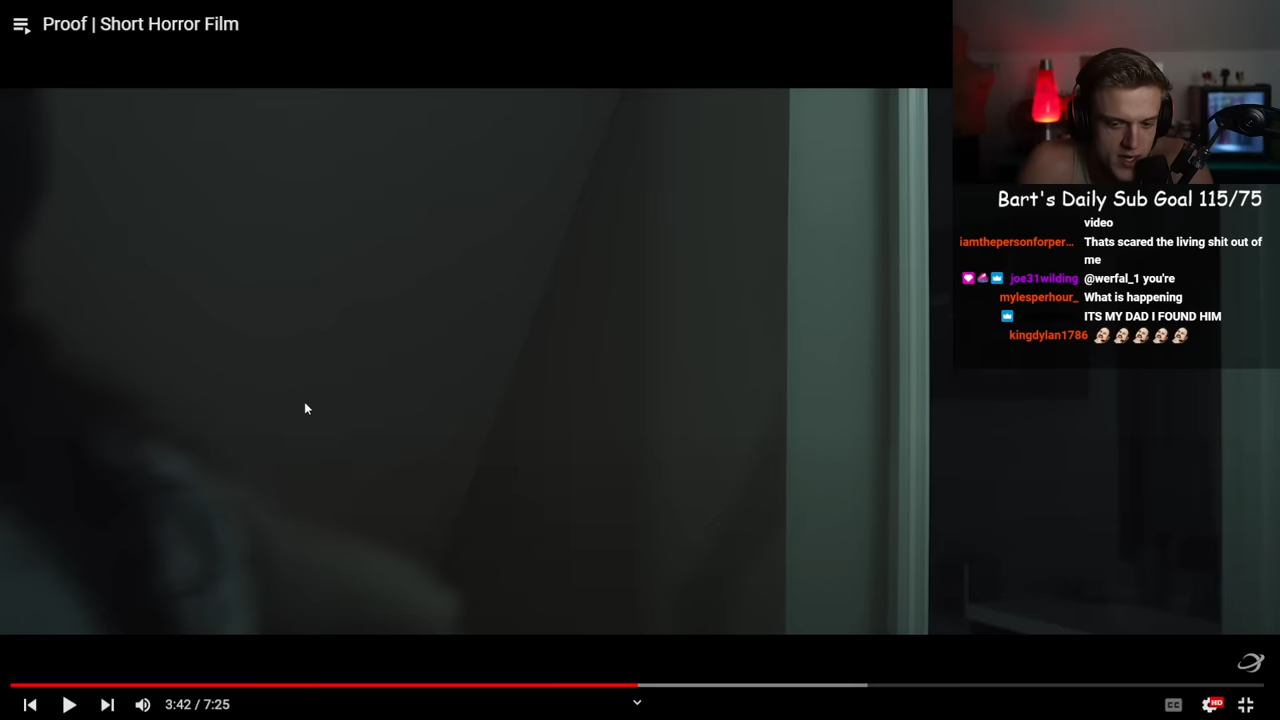 Proof | Short Horror Film
Bart's Daily Sub Goal 115/75
video
iamthepersonforper... Thats scared the living shit out of
me
joe31wilding @werfal_1 you're
mylesperhour_ What is happening
ITS MY DAD I FOUND HIM
kingdylan1786
3:42 / 7:25
CC
HD